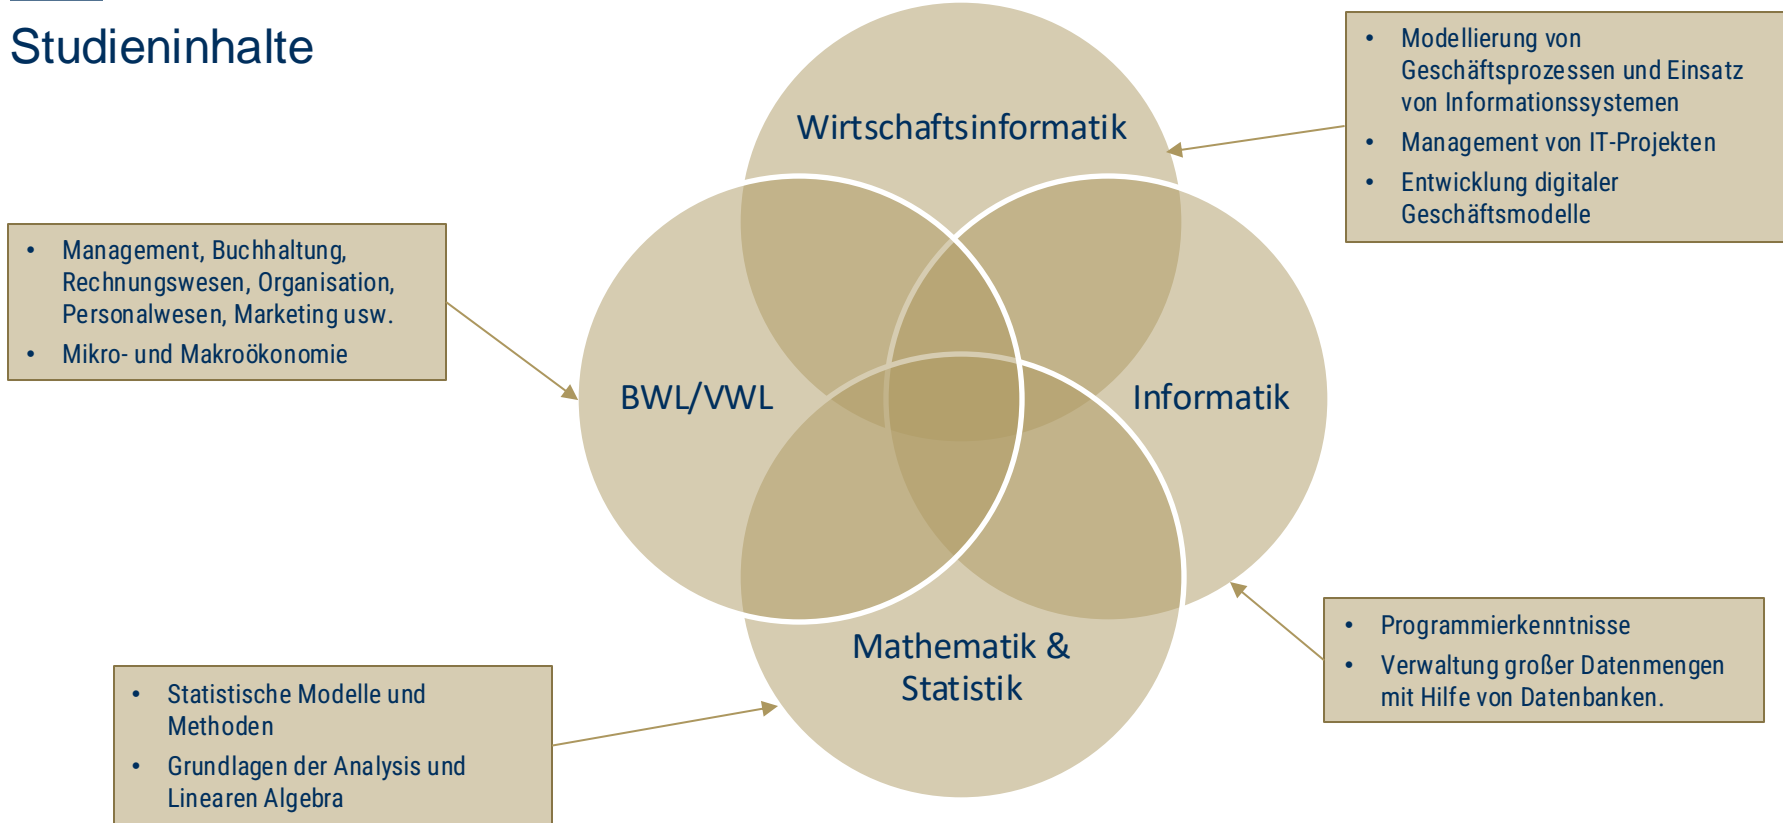 Studieninhalte
Wirtschaftsinformatik
• Modellierung von
Geschäftsprozessen und Einsatz
von Informationssystemen
• Management von IT-Projekten
• Entwicklung digitaler
Geschäftsmodelle
• Management, Buchhaltung,
Rechnungswesen, Organisation,
Personalwesen, Marketing usw.
• Mikro- und Makroökonomie
BWL/VWL
Informatik
Mathematik &
Statistik
• Programmierkenntnisse
• Verwaltung großer Datenmengen
mit Hilfe von Datenbanken.
• Statistische Modelle und
Methoden
• Grundlagen der Analysis und
Linearen Algebra